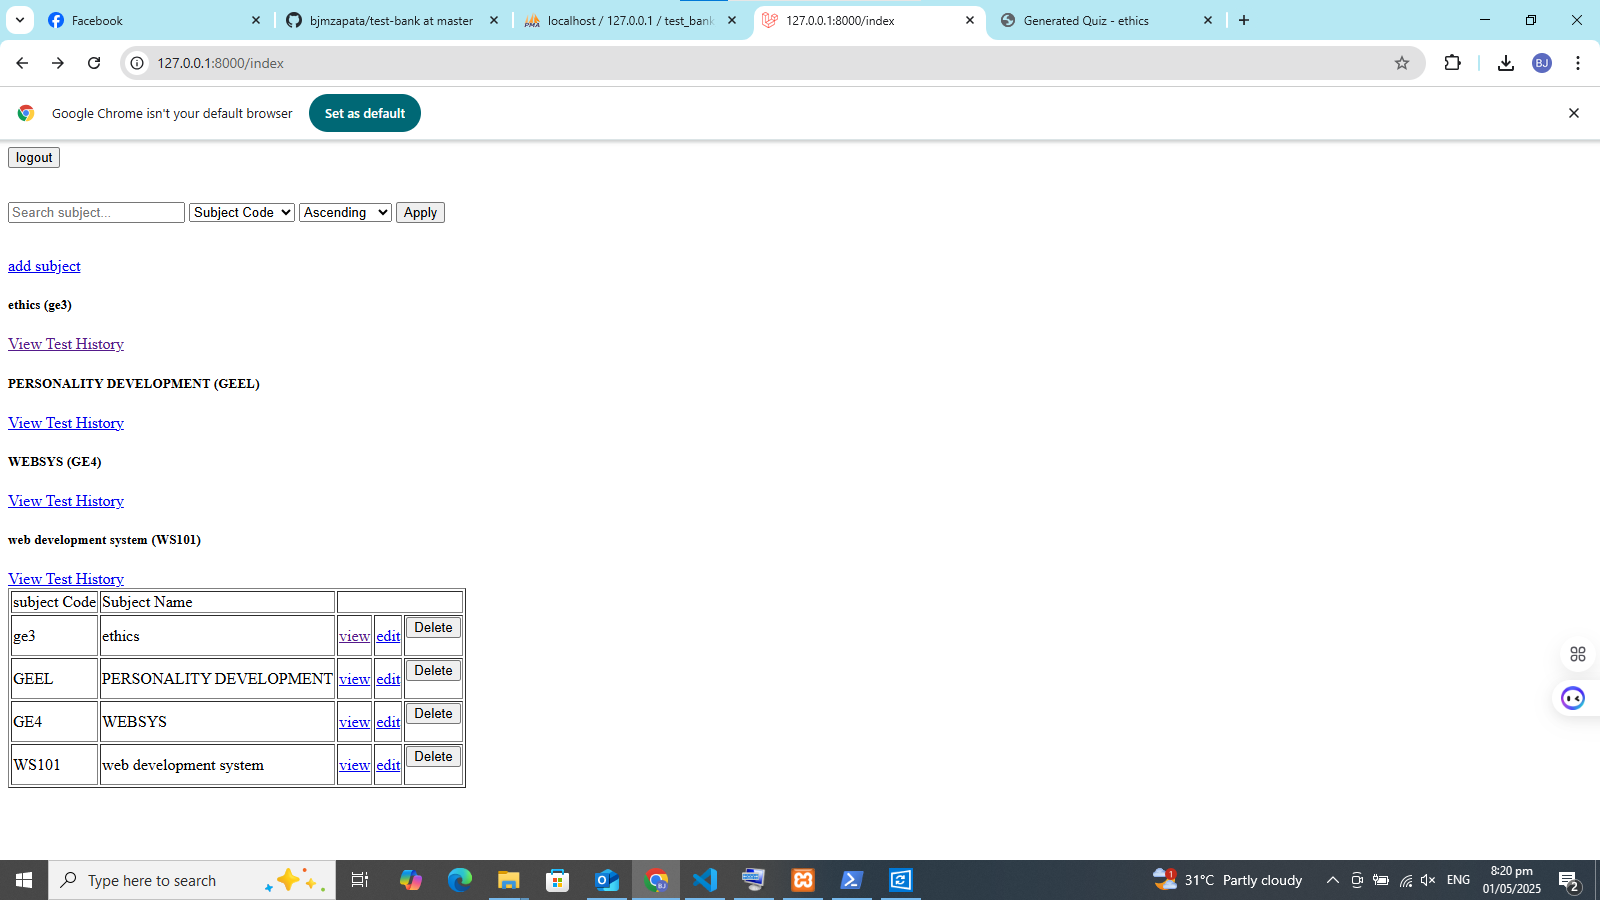 Facebook
bjmzapata/test-bank at master
localhost / 127.0.0.1 / test_bank
127.0.0.1:8000/index
Generated Quiz - ethics
127.0.0.1:8000/index
BJ
Google Chrome isn't your default browser
Set as default
logout
Search subject... Subject Code Ascending Apply
add subject
ethics (ge3)
View Test History
PERSONALITY DEVELOPMENT (GEEL)
View Test History
WEBSYS (GE4)
View Test History
web development system (WS101)
View Test History
subject Code Subject Name
ge3 ethics view edit Delete
GEEL PERSONALITY DEVELOPMENT view edit Delete
GE4 WEBSYS view edit Delete
WS101 web development system view edit Delete
Type here to search
1
31°C Partly cloudy
ENG
8:20 pm
01/05/2025
2